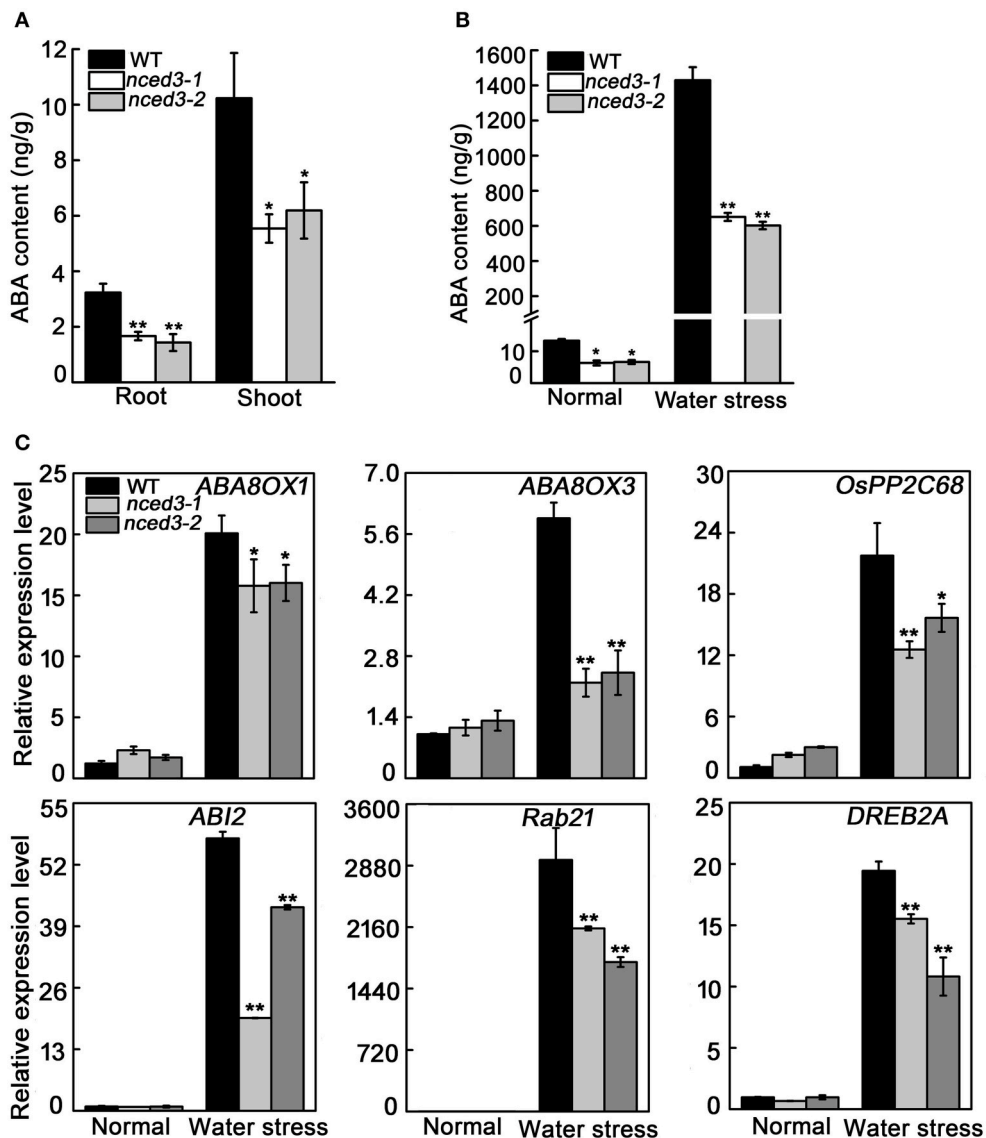 A
ABA content (ng/g)
12
10
8
6
4
2
0
WT
nced3-1
nced3-2
** **
* *
Root Shoot
B
ABA content (ng/g)
1600
1400
1200
1000
800
600
400
200
10
0
WT
nced3-1
nced3-2
* *
** **
Normal Water stress
C
Relative expression level
25
20
15
10
5
0
WT
nced3-1
nced3-2
ABA8OX1
* *
7.0
5.6
4.2
2.8
1.4
0
ABA8OX3
** **
30
24
18
12
6
0
OsPP2C68
** *
Relative expression level
55
52
39
26
13
0
ABI2
** **
Normal Water stress
3600
2880
2160
1440
720
0
Rab21
** **
Normal Water stress
25
20
15
10
5
0
DREB2A
** **
Normal Water stress